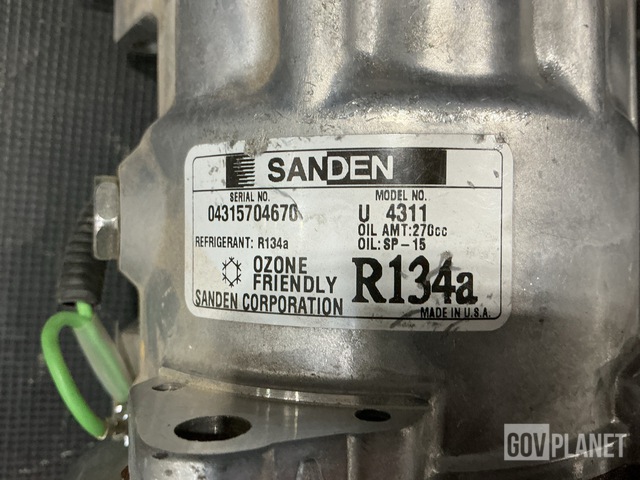 SANDEN
SERIAL NO. MODEL NO.
04315704670 U 4311
OIL AMT:270cc
REFRIGERANT: R134a OIL:SP-15
OZONE
FRIENDLY R134a
SANDEN CORPORATION
MADE IN U.S.A.
GOVPLANET